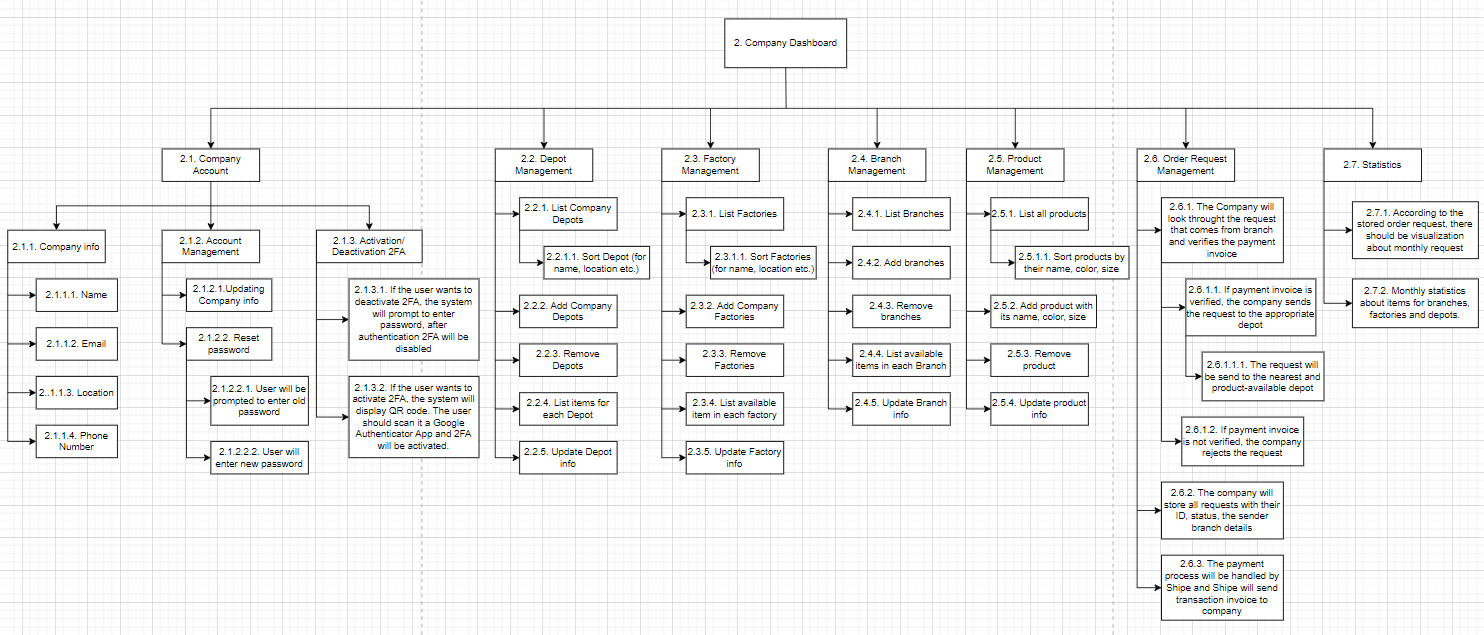 2. Company Dashboard
2.1. Company
Account
2.1.1. Company info
2.1.1.1. Name
2.1.1.2. Email
2..1.1.3. Location
2.1.1.4. Phone
Number
2.1.2. Account
Management
2.1.2.1.Updating
Company info
2.1.2.2. Reset
password
2.1.2.2.1. User will be
prompted to enter old
password
2.1.2.2.2. User will
enter new password
2.1.3. Activation/
Deactivation 2FA
2.1.3.1. If the user wants to
deactivate 2FA, the system
will prompt to enter
password, after
authentication 2FA will be
disabled
2.1.3.2. If the user wants to
activate 2FA, the system will
display QR code. The user
should scan it a Google
Authenticator App and 2FA
will be activated.
2.2. Depot
Management
2.2.1. List Company
Depots
2.2.1.1. Sort Depot (for
name, location etc.)
2.2.2. Add Company
Depots
2.2.3. Remove
Depots
2.2.4. List items for
each Depot
2.2.5. Update Depot
info
2.3. Factory
Management
2.3.1. List Factories
2.3.1.1. Sort Factories
(for name, location etc.)
2.3.2. Add Company
Factories
2.3.3. Remove
Factories
2.3.4. List available
item in each factory
2.3.5. Update Factory
info
2.4. Branch
Management
2.4.1. List Branches
2.4.2. Add branches
2.4.3. Remove
branches
2.4.4. List available
items in each Branch
2.4.5. Update Branch
info
2.5. Product
Management
2.5.1. List all products
2.5.1.1. Sort products by
their name, color, size
2.5.2. Add product with
its name, color, size
2.5.3. Remove
product
2.5.4. Update product
info
2.6. Order Request
Management
2.6.1. The Company will
look throught the request
that comes from branch
and verifies the payment
invoice
2.6.1.1. If payment invoice is
verified, the company sends
the request to the appropriate
depot
2.6.1.1.1. The request will
be send to the nearest and
product-available depot
2.6.1.2. If payment invoice
is not verified, the company
rejects the request
2.6.2. The company will
store all requests with their
ID, status, the sender
branch details
2.6.3. The payment
process will be handled by
Shipe and Shipe will send
transaction invoice to
company
2.7. Statistics
2.7.1. According to the
stored order request, there
should be visualization
about monthly request
2.7.2. Monthly statistics
about items for branches,
factories and depots.